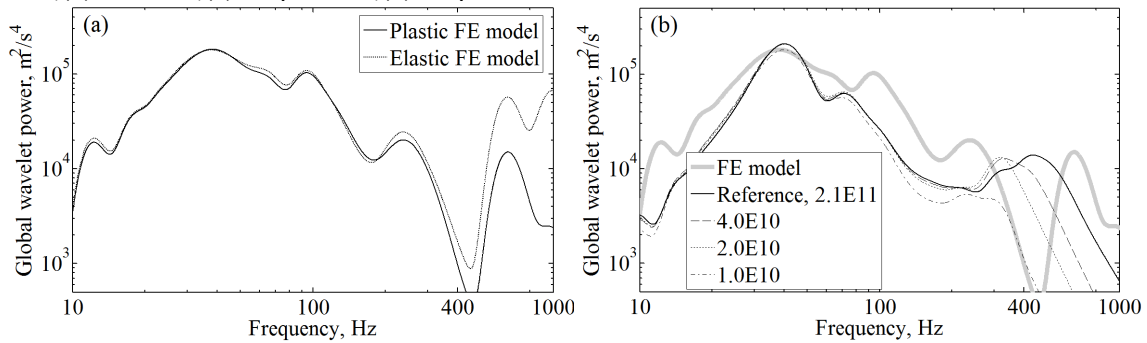 (a)
Plastic FE model
Elastic FE model
Global wavelet power, m²/s⁴
10⁵
10⁴
10³
10
100
400
1000
Frequency, Hz
(b)
FE model
Reference, 2.1E11
4.0E10
2.0E10
1.0E10
Global wavelet power, m²/s⁴
10⁵
10⁴
10³
10
100
400
1000
Frequency, Hz